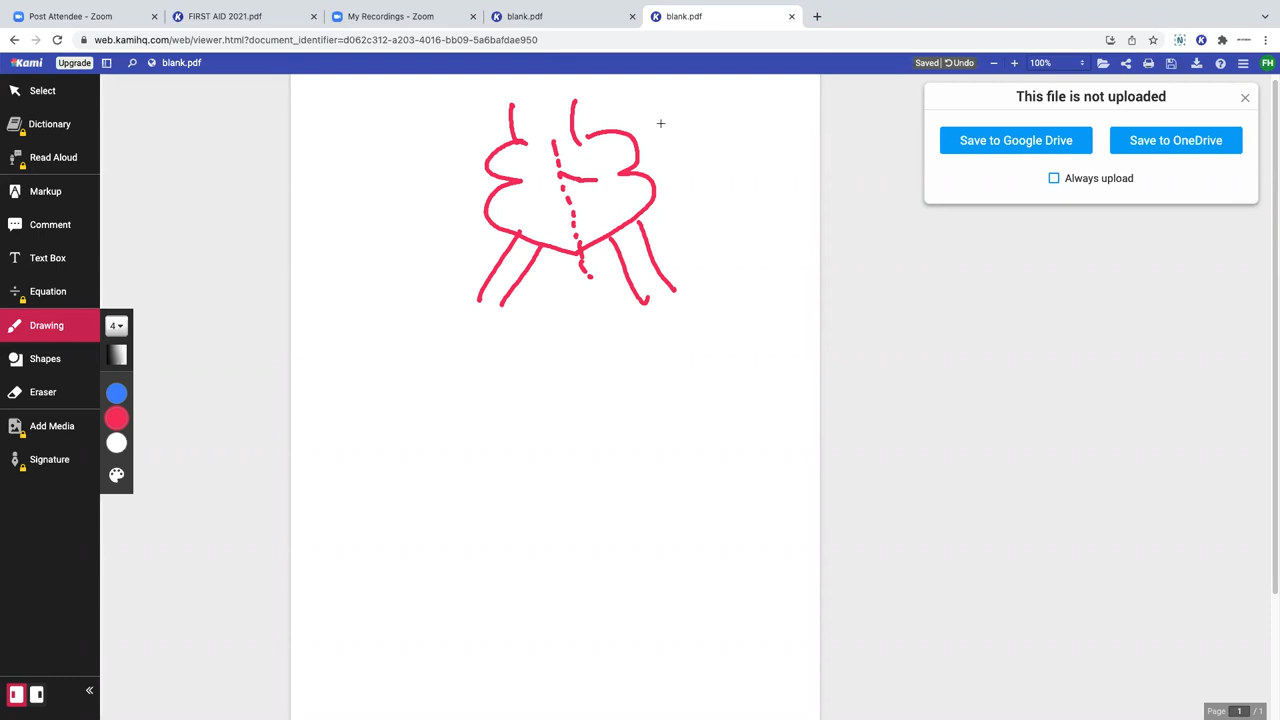 Post Attendee - Zoom
FIRST AID 2021.pdf
My Recordings - Zoom
blank.pdf
blank.pdf
web.kamihq.com/web/viewer.html?document_identifier=d062c312-a203-4016-bb09-5a6bafdae950
Kami
Upgrade
blank.pdf
Saved
Undo
100%
FH
Select
Dictionary
Read Aloud
Markup
Comment
Text Box
Equation
Drawing
Shapes
Eraser
Add Media
Signature
4
This file is not uploaded
Save to Google Drive
Save to OneDrive
Always upload
Page 1 / 1